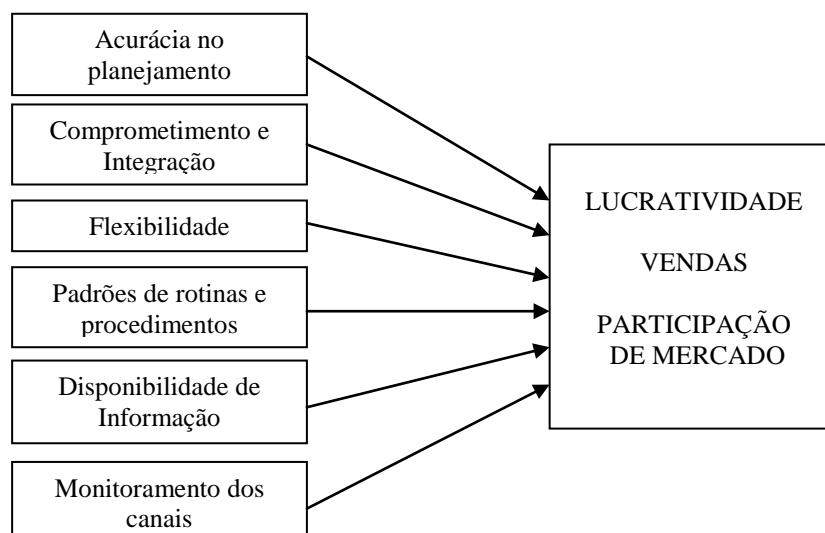 Acurácia no
planejamento
Comprometimento e
Integração
Flexibilidade
Padrões de rotinas e
procedimentos
Disponibilidade de
Informação
Monitoramento dos
canais
LUCRATIVIDADE
VENDAS
PARTICIPAÇÃO
DE MERCADO